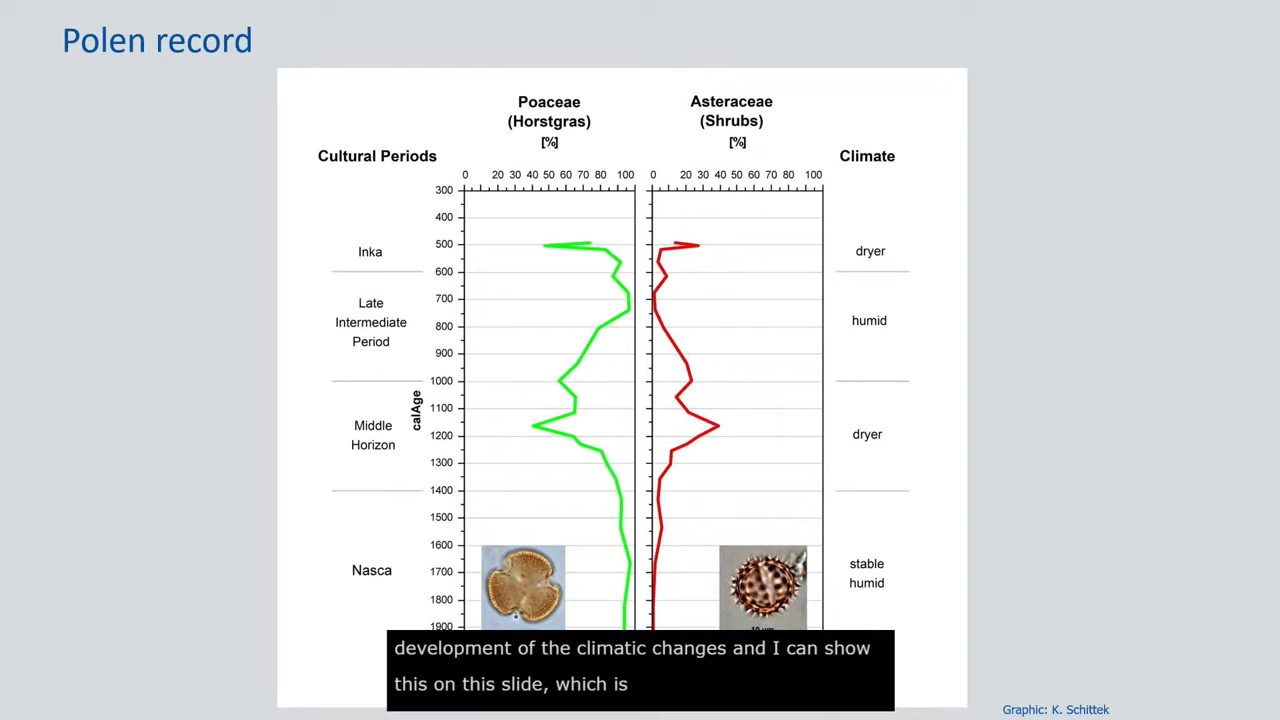 Polen record
Poaceae
(Horstgras)
[%]
Asteraceae
(Shrubs)
[%]
Cultural Periods
Climate
0 20 30 40 50 60 70 80 100
0 20 30 40 50 60 70 80 100
300
400
500
600
700
800
900
1000
1100
1200
1300
1400
1500
1600
1700
1800
1900
calAge
Inka
Late
Intermediate
Period
Middle
Horizon
Nasca
dryer
humid
dryer
stable
humid
development of the climatic changes and I can show
this on this slide, which is
Graphic: K. Schittek